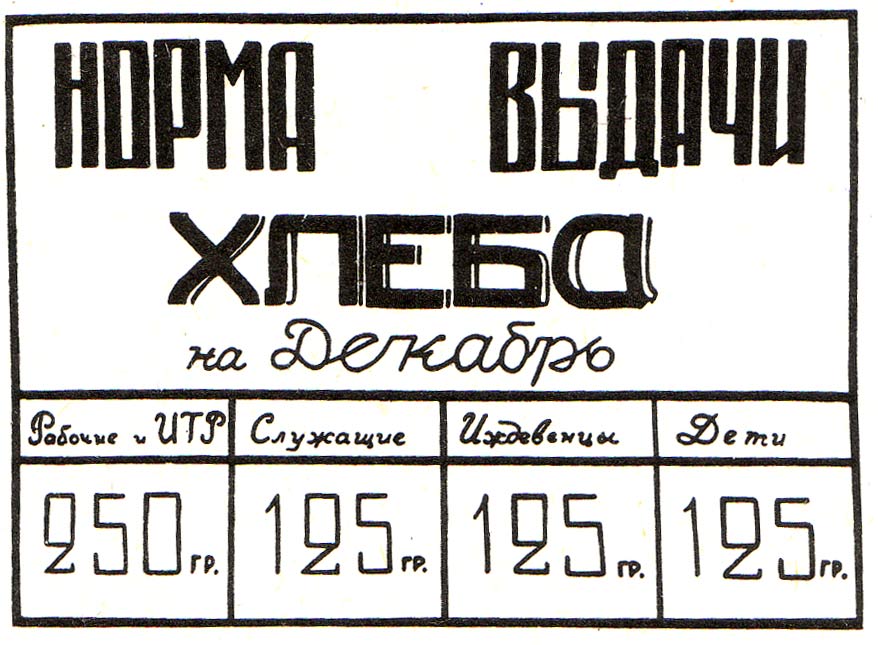 НОРМА ВЫДАЧИ
ХЛЕБА
на Декабрь
Рабочие и ИТР Служащие Иждевенцы Дети
250 гр. 125 гр. 125 гр. 125 гр.